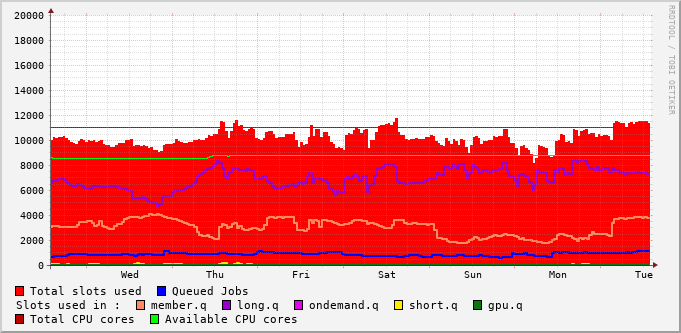 20000
18000
16000
14000
12000
10000
8000
6000
4000
2000
0
Wed Thu Fri Sat Sun Mon Tue
Total slots used Queued Jobs
Slots used in : member.q long.q ondemand.q short.q gpu.q
Total CPU cores Available CPU cores
RRDTOOL / TOBI OETIKER